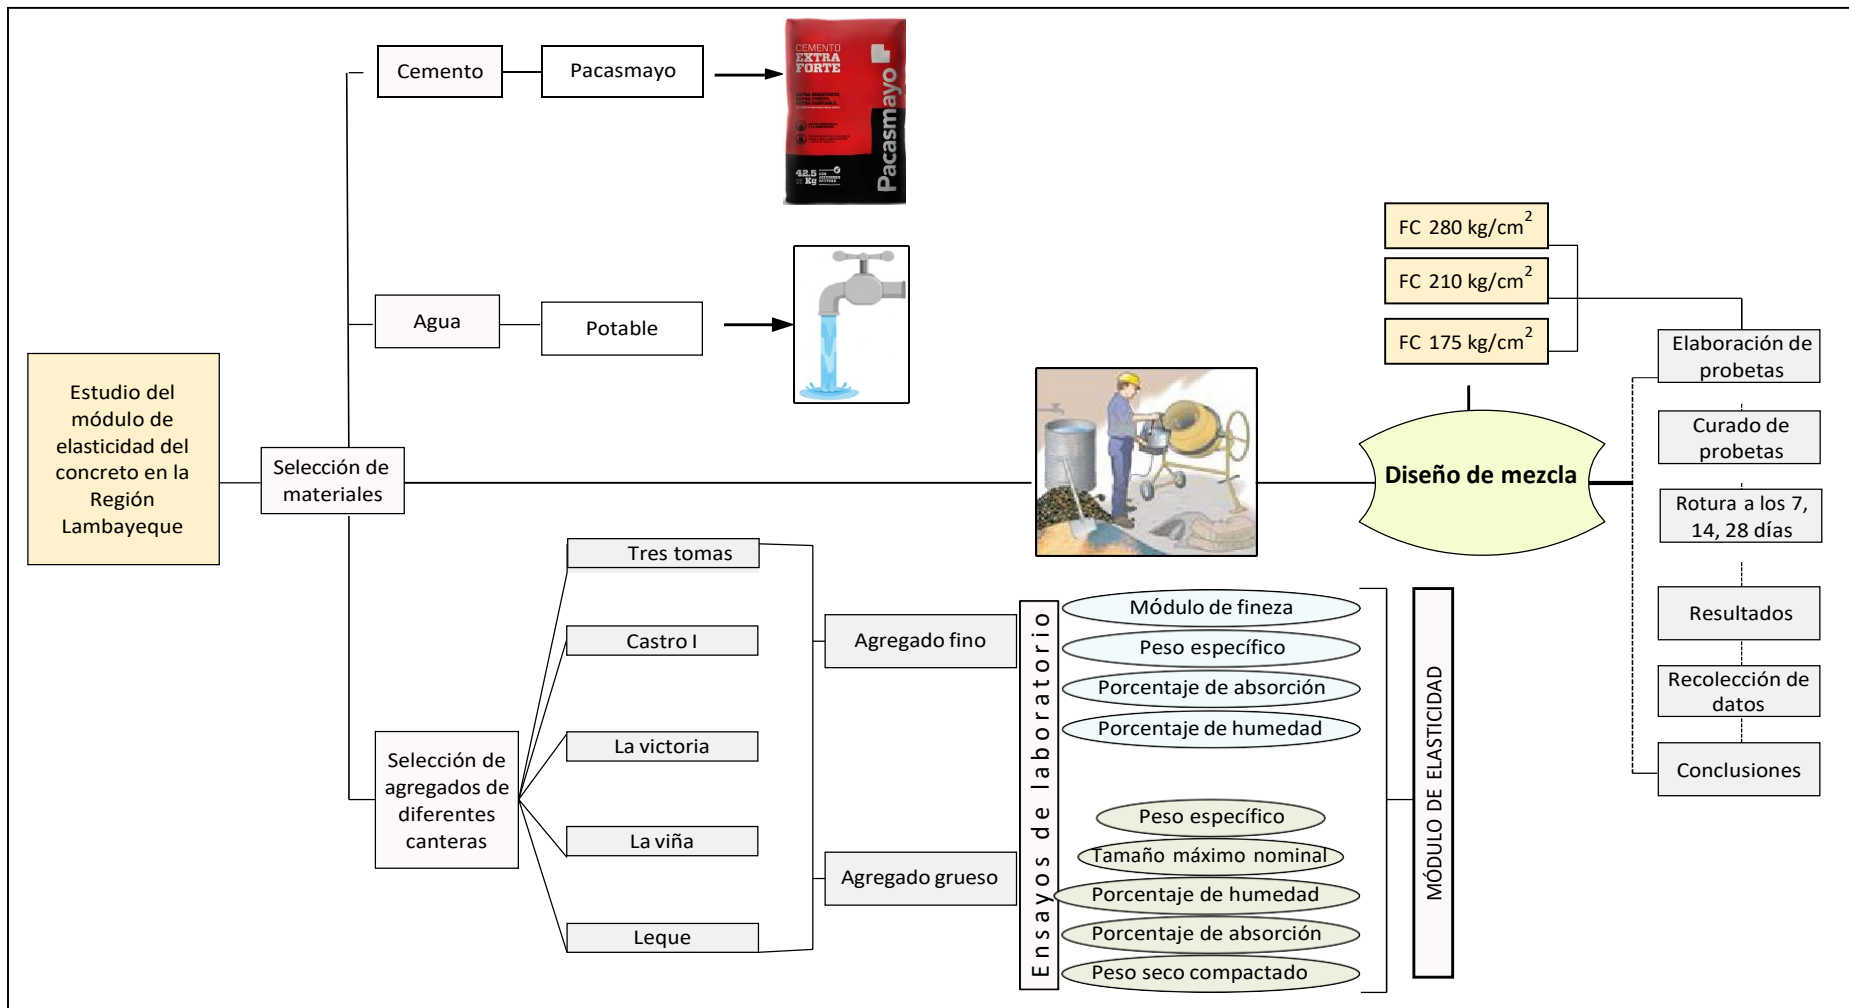 Cemento
Pacasmayo
CEMENTO
EXTRA
FORTE
Pacasmayo
42.5
Kg
Agua
Potable
Estudio del
módulo de
elasticidad del
concreto en la
Región
Lambayeque
Selección de
materiales
Selección de
agregados de
diferentes
canteras
Tres tomas
Castro I
La victoria
La viña
Leque
Agregado fino
Agregado grueso
Ensayos de laboratorio
Módulo de fineza
Peso específico
Porcentaje de absorción
Porcentaje de humedad
Peso específico
Tamaño máximo nominal
Porcentaje de humedad
Porcentaje de absorción
Peso seco compactado
MÓDULO DE ELASTICIDAD
FC 280 kg/cm²
FC 210 kg/cm²
FC 175 kg/cm²
Diseño de mezcla
Elaboración de
probetas
Curado de
probetas
Rotura a los 7,
14, 28 días
Resultados
Recolección de
datos
Conclusiones